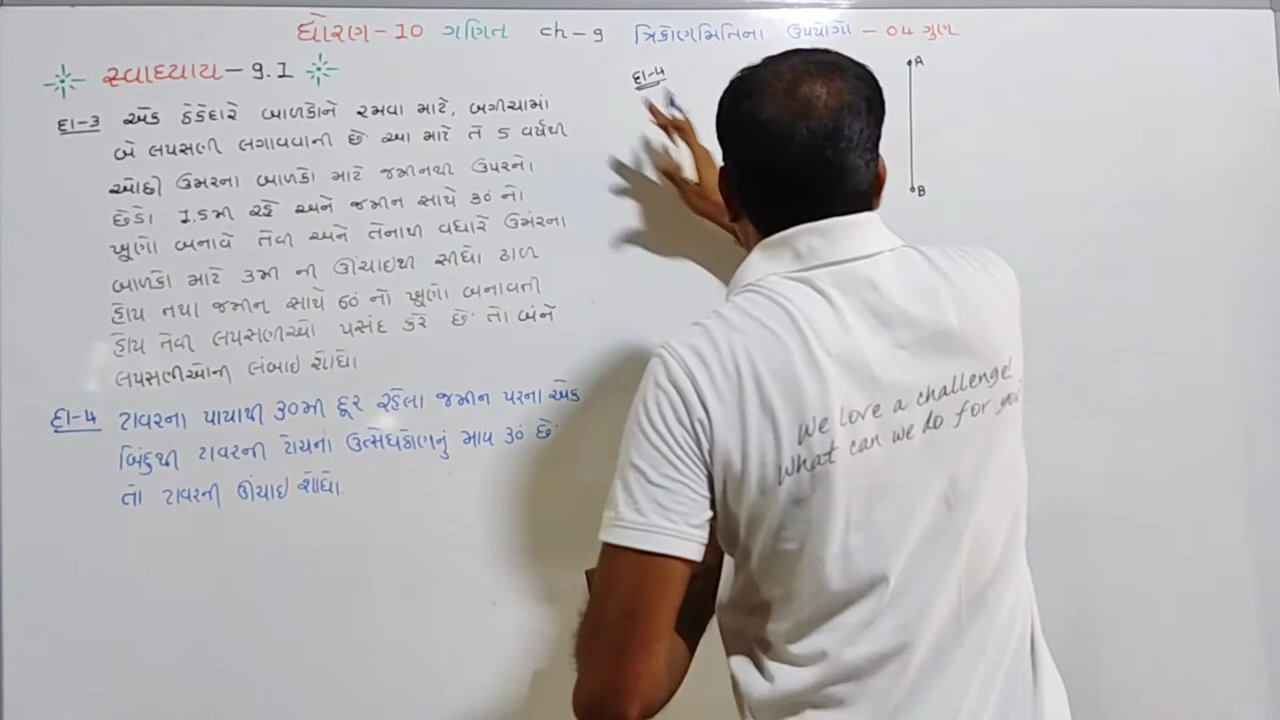 ધોરણ-10 ગણિત ch-9 ત્રિકોણમિતિના ઉપયોગો - 04 ગુણ
સ્વાધ્યાય-9.1
દા-3 એક ઠેકેદારે બાળકોને રમવા માટે, બગીચામાં
બે લપસણી લગાવવાની છે. આ માટે તે 5 વર્ષથી
ઓછી ઉંમરના બાળકો માટે જમીનથી ઉપરનો
છેડો 1.5મી રહે અને જમીન સાથે 30° નો
ખૂણો બનાવે તેવી અને તેનાથી વધારે ઉંમરના
બાળકો માટે 3મી ની ઊંચાઇથી સીધો ઢાળ
હોય તથા જમીન સાથે 60° નો ખૂણો બનાવતી
હોય તેવી લપસણીઓ પસંદ કરે છે. તો બંને
લપસણીઓની લંબાઇ શોધો.
દા-4 ટાવરના પાયાથી 30મી દૂર રહેલા જમીન પરના એક
બિંદુથી ટાવરની ટોચના ઉત્સેધકોણનું માપ 30° છે.
તો ટાવરની ઊંચાઇ શોધો.
દા-4
A
B
We love a challenge!
What can we do for you?